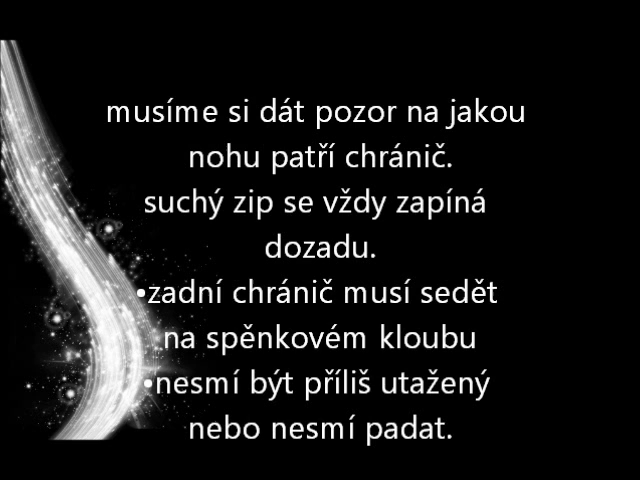 musíme si dát pozor na jakou
nohu patří chránič.
suchý zip se vždy zapíná
dozadu.
•zadní chránič musí sedět
na spěnkovém kloubu
•nesmí být příliš utažený
nebo nesmí padat.